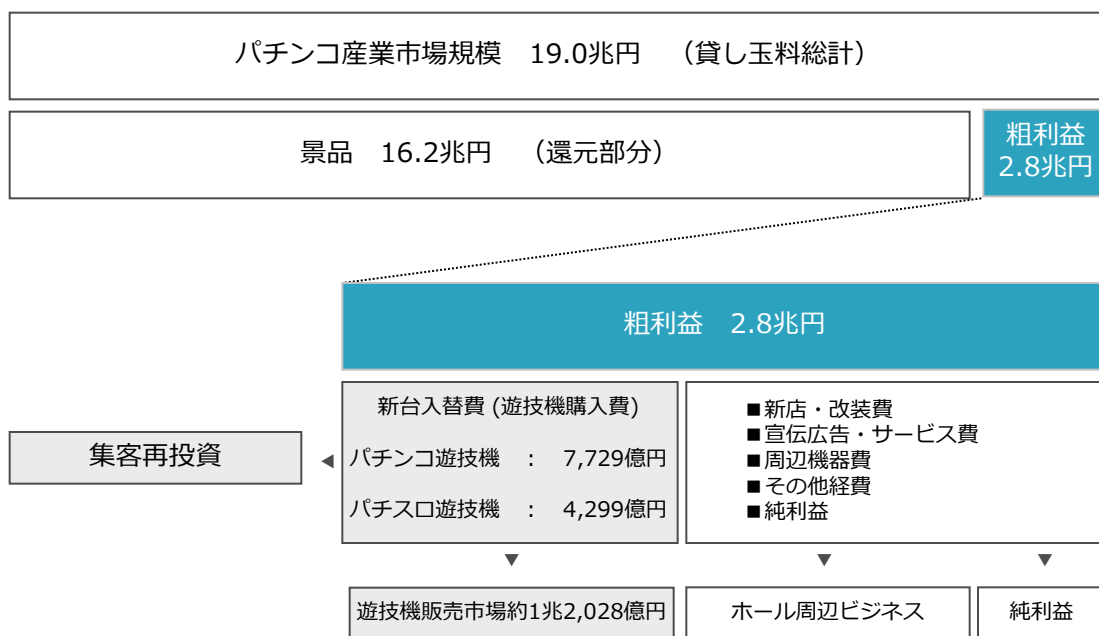 パチンコ産業市場規模　19.0兆円　（貸し玉料総計）
景品　16.2兆円　（還元部分）
粗利益
2.8兆円
粗利益　2.8兆円
新台入替費 (遊技機購入費)
パチンコ遊技機　：　7,729億円
パチスロ遊技機　：　4,299億円
■新店・改装費
■宣伝広告・サービス費
■周辺機器費
■その他経費
■純利益
集客再投資
遊技機販売市場約1兆2,028億円
ホール周辺ビジネス
純利益